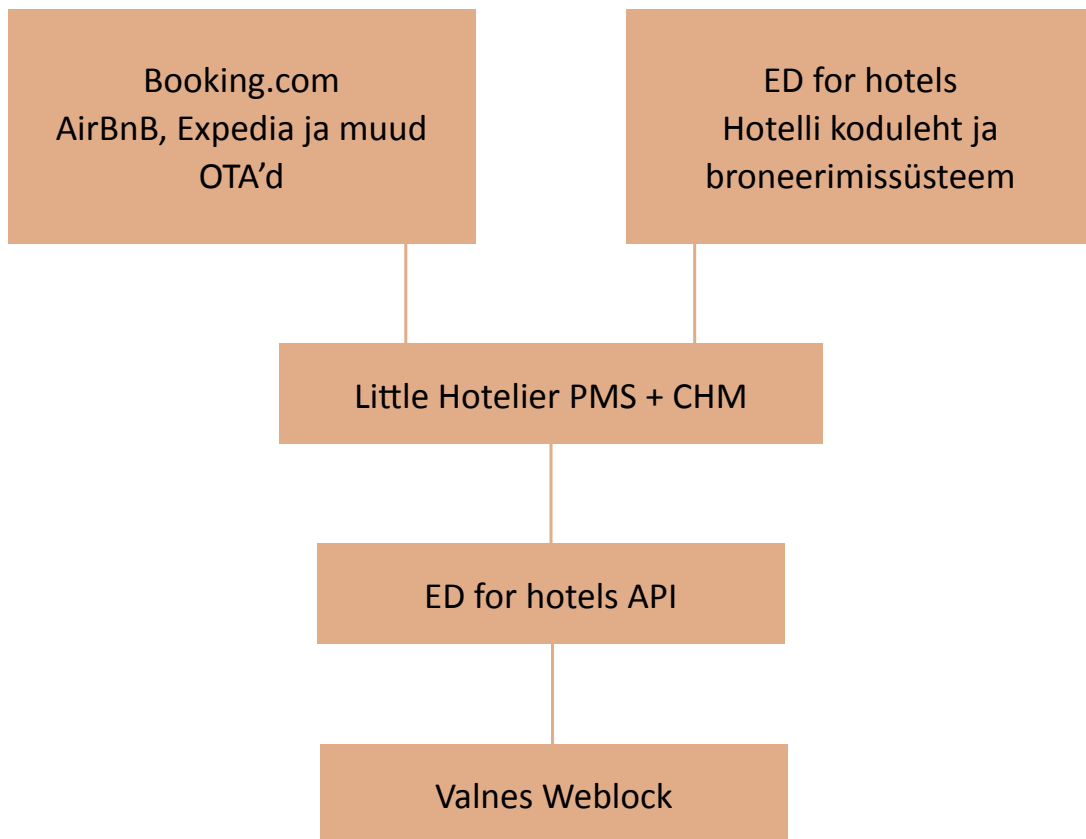 Booking.com
AirBnB, Expedia ja muud
OTA’d
ED for hotels
Hotelli koduleht ja
broneerimissüsteem
Little Hotelier PMS + CHM
ED for hotels API
Valnes Weblock